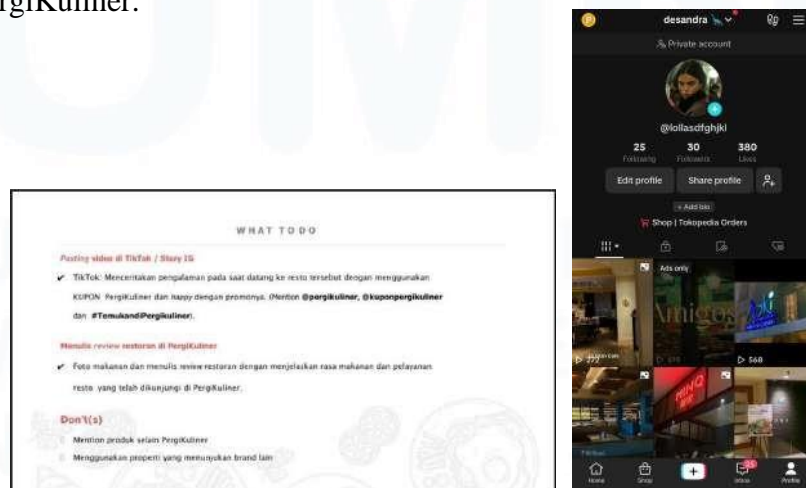 PergiKuliner.
WHAT TO DO
Posting video di TikTok / Story IG
✔ TikTok: Menceritakan pengalaman pada saat datang ke resto tersebut dengan menggunakan
KUPON PergiKuliner dan happy dengan promonya. (Mention @pergikuliner, @kuponpergikuliner
dan #TemukandiPergikuliner).
Menulis review restoran di PergiKuliner
✔ Foto makanan dan menulis review restoran dengan menjelaskan rasa makanan dan pelayanan
resto yang telah dikunjungi di PergiKuliner.
Don't(s)
Mention produk selain PergiKuliner
Menggunakan properti yang menunjukan brand lain
desandra
Private account
@lollasdfghjkl
25 30 380
Following Followers Likes
Edit profile Share profile
+ Add bio
Shop | Tokopedia Orders
Ads only
Amigos
272
568
MINQ
25
Home Shop Inbox Profile